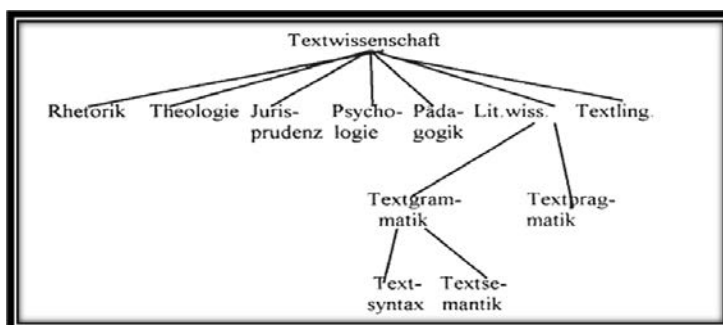 Textwissenschaft
Rhetorik Theologie Juris- Psycho- Päda- Lit.wiss. Textling.
prudenz logie gogik
Textgram- Textprag-
matik matik
Text- Textse-
syntax mantik